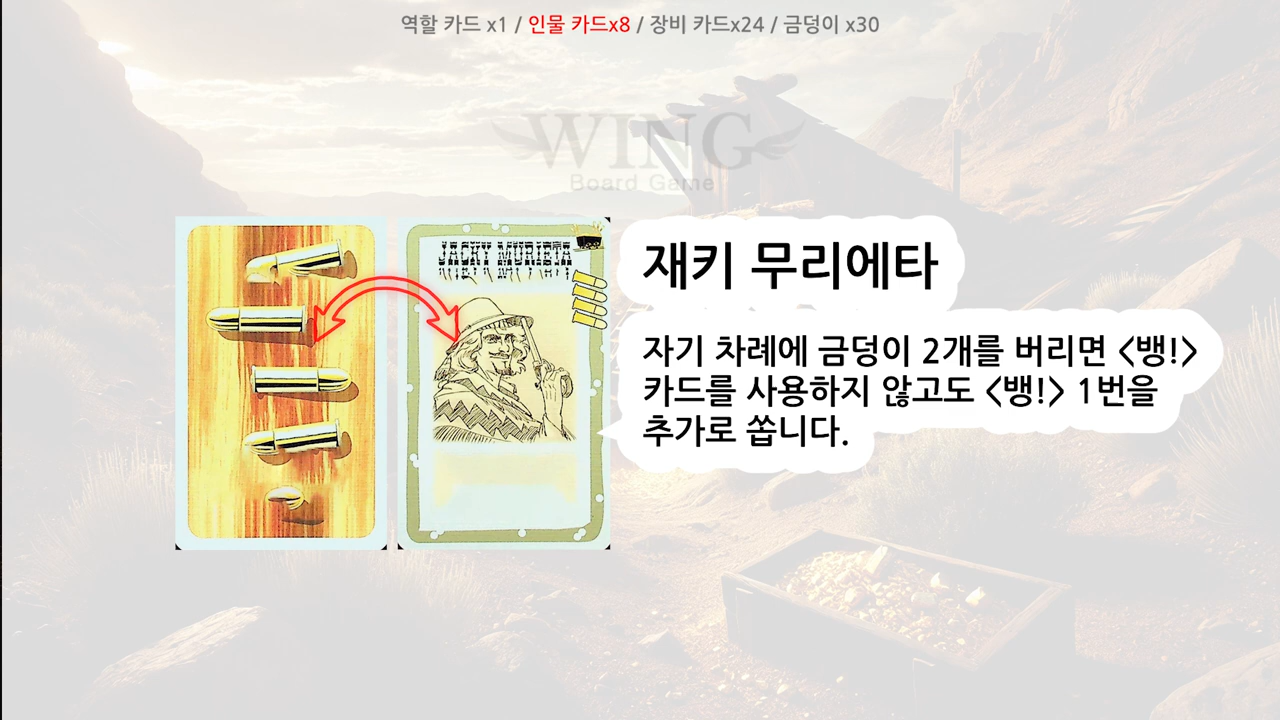 역할 카드 x1 / 인물 카드x8 / 장비 카드x24 / 금덩이 x30
WING
Board Game
JACKY MURIETA
재키 무리에타
자기 차례에 금덩이 2개를 버리면 <뱅!>
카드를 사용하지 않고도 <뱅!> 1번을
추가로 쏩니다.